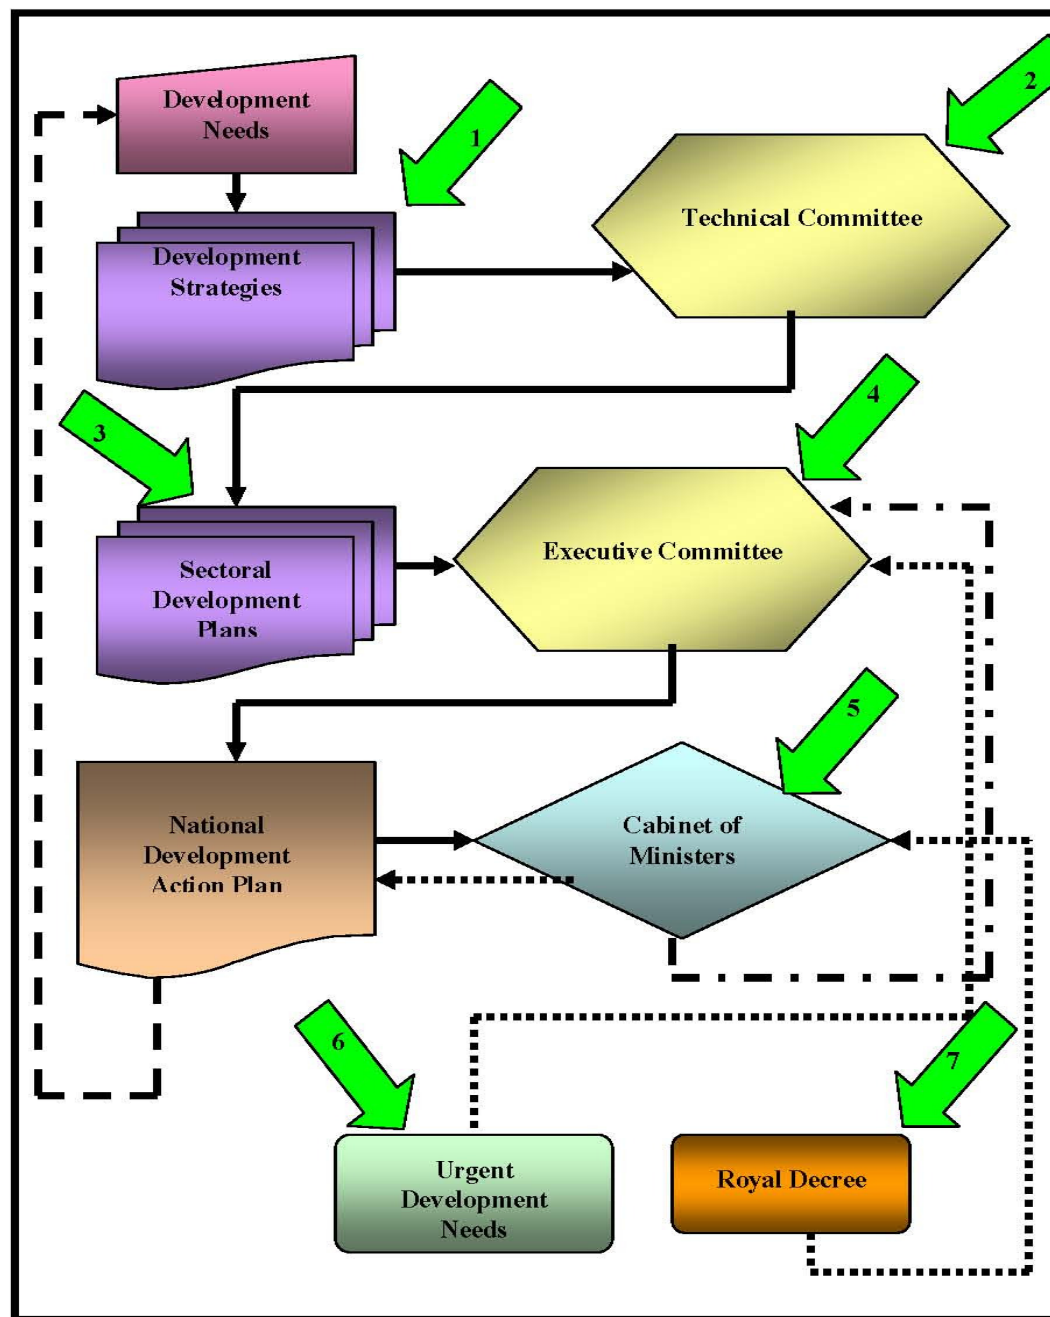 Development
Needs
1
2
Development
Strategies
Technical Committee
3
4
Sectoral
Development
Plans
Executive Committee
5
National
Development
Action Plan
Cabinet of
Ministers
6
7
Urgent
Development
Needs
Royal Decree